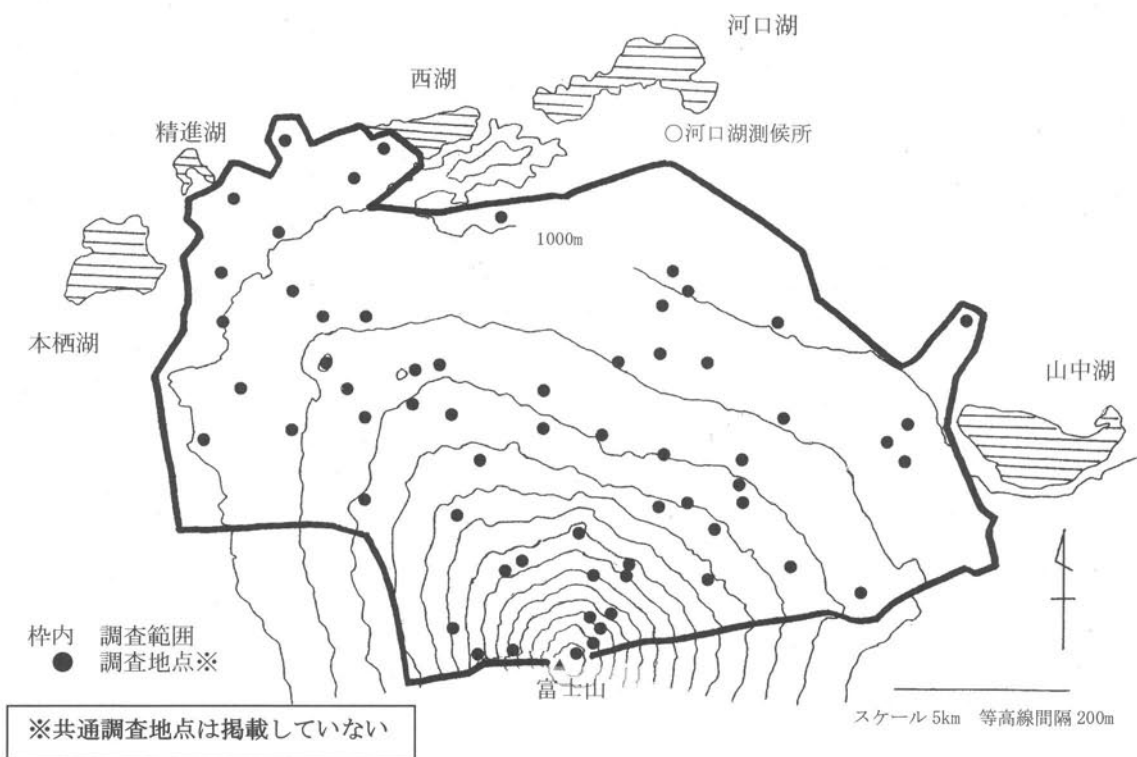 河口湖
西湖
精進湖
○河口湖測候所
1000m
本栖湖
山中湖
枠内 調査範囲
● 調査地点※
富士山
スケール 5km 等高線間隔 200m
※共通調査地点は掲載していない